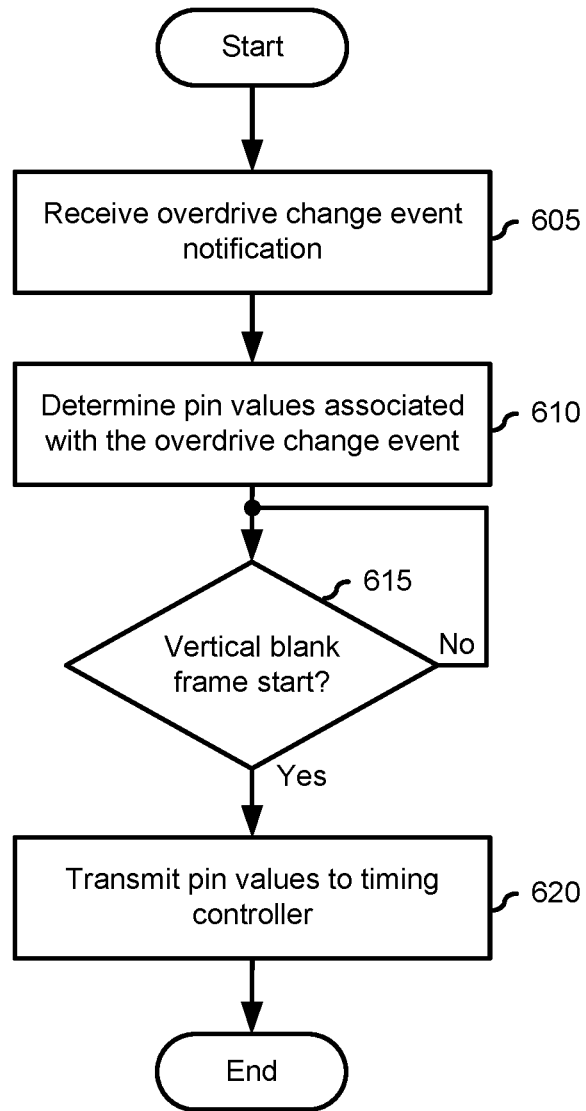 Start
Receive overdrive change event
notification
605
Determine pin values associated
with the overdrive change event
610
615
Vertical blank
frame start?
No
Yes
Transmit pin values to timing
controller
620
End